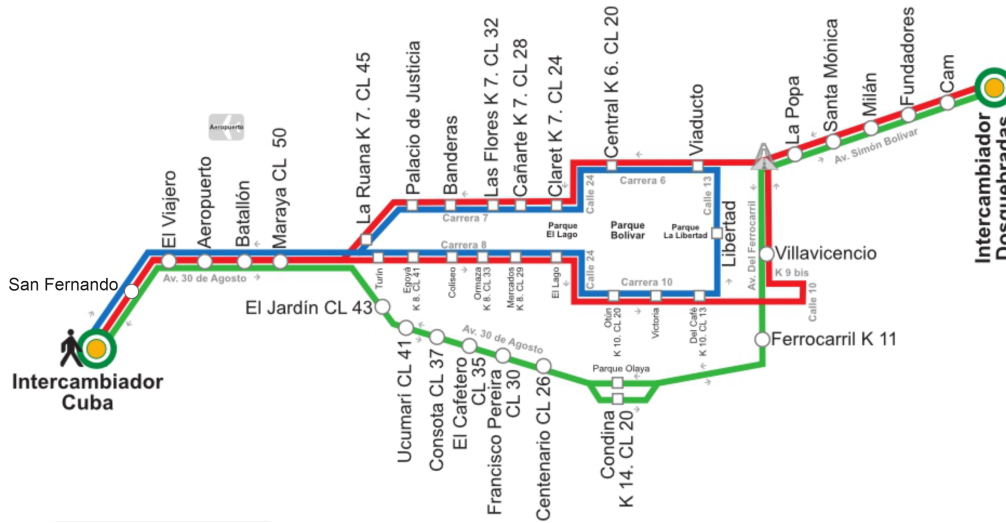 La Ruana K 7. CL 45
Palacio de Justicia
Banderas
Las Flores K 7. CL 32
Cañarte K 7. CL 28
Claret K 7. CL 24
Central K 6. CL 20
Viaducto
La Popa
Santa Mónica
Milán
Fundadores
Cam
Intercambiador
Dosquebradas
Av. Simón Bolivar
Aeropuerto
El Viajero
Aeropuerto
Batallón
Maraya CL 50
Carrera 6
Carrera 7
Calle 24
Calle 13
Parque
El Lago
Parque
Bolivar
Parque
La Libertad
Libertad
Av. Del Ferrocarril
Villavicencio
K 9 bis
Calle 10
Carrera 8
Calle 24
Carrera 10
San Fernando
Av. 30 de Agosto
Turín
Egoyá
K 8. CL 41
Coliseo
Ormaza
K 8. CL 33
Mercados
K 8. CL 29
El Lago
Otún
K 10. CL 20
Victoria
Del Café
K 10. CL 13
El Jardín CL 43
Av. 30 de Agosto
Ferrocarril K 11
Intercambiador
Cuba
Ucumarí CL 41
Consota CL 37
El Cafetero
CL 35
Francisco Pereira
CL 30
Centenario CL 26
Parque Olaya
Condina
K 14. CL 20